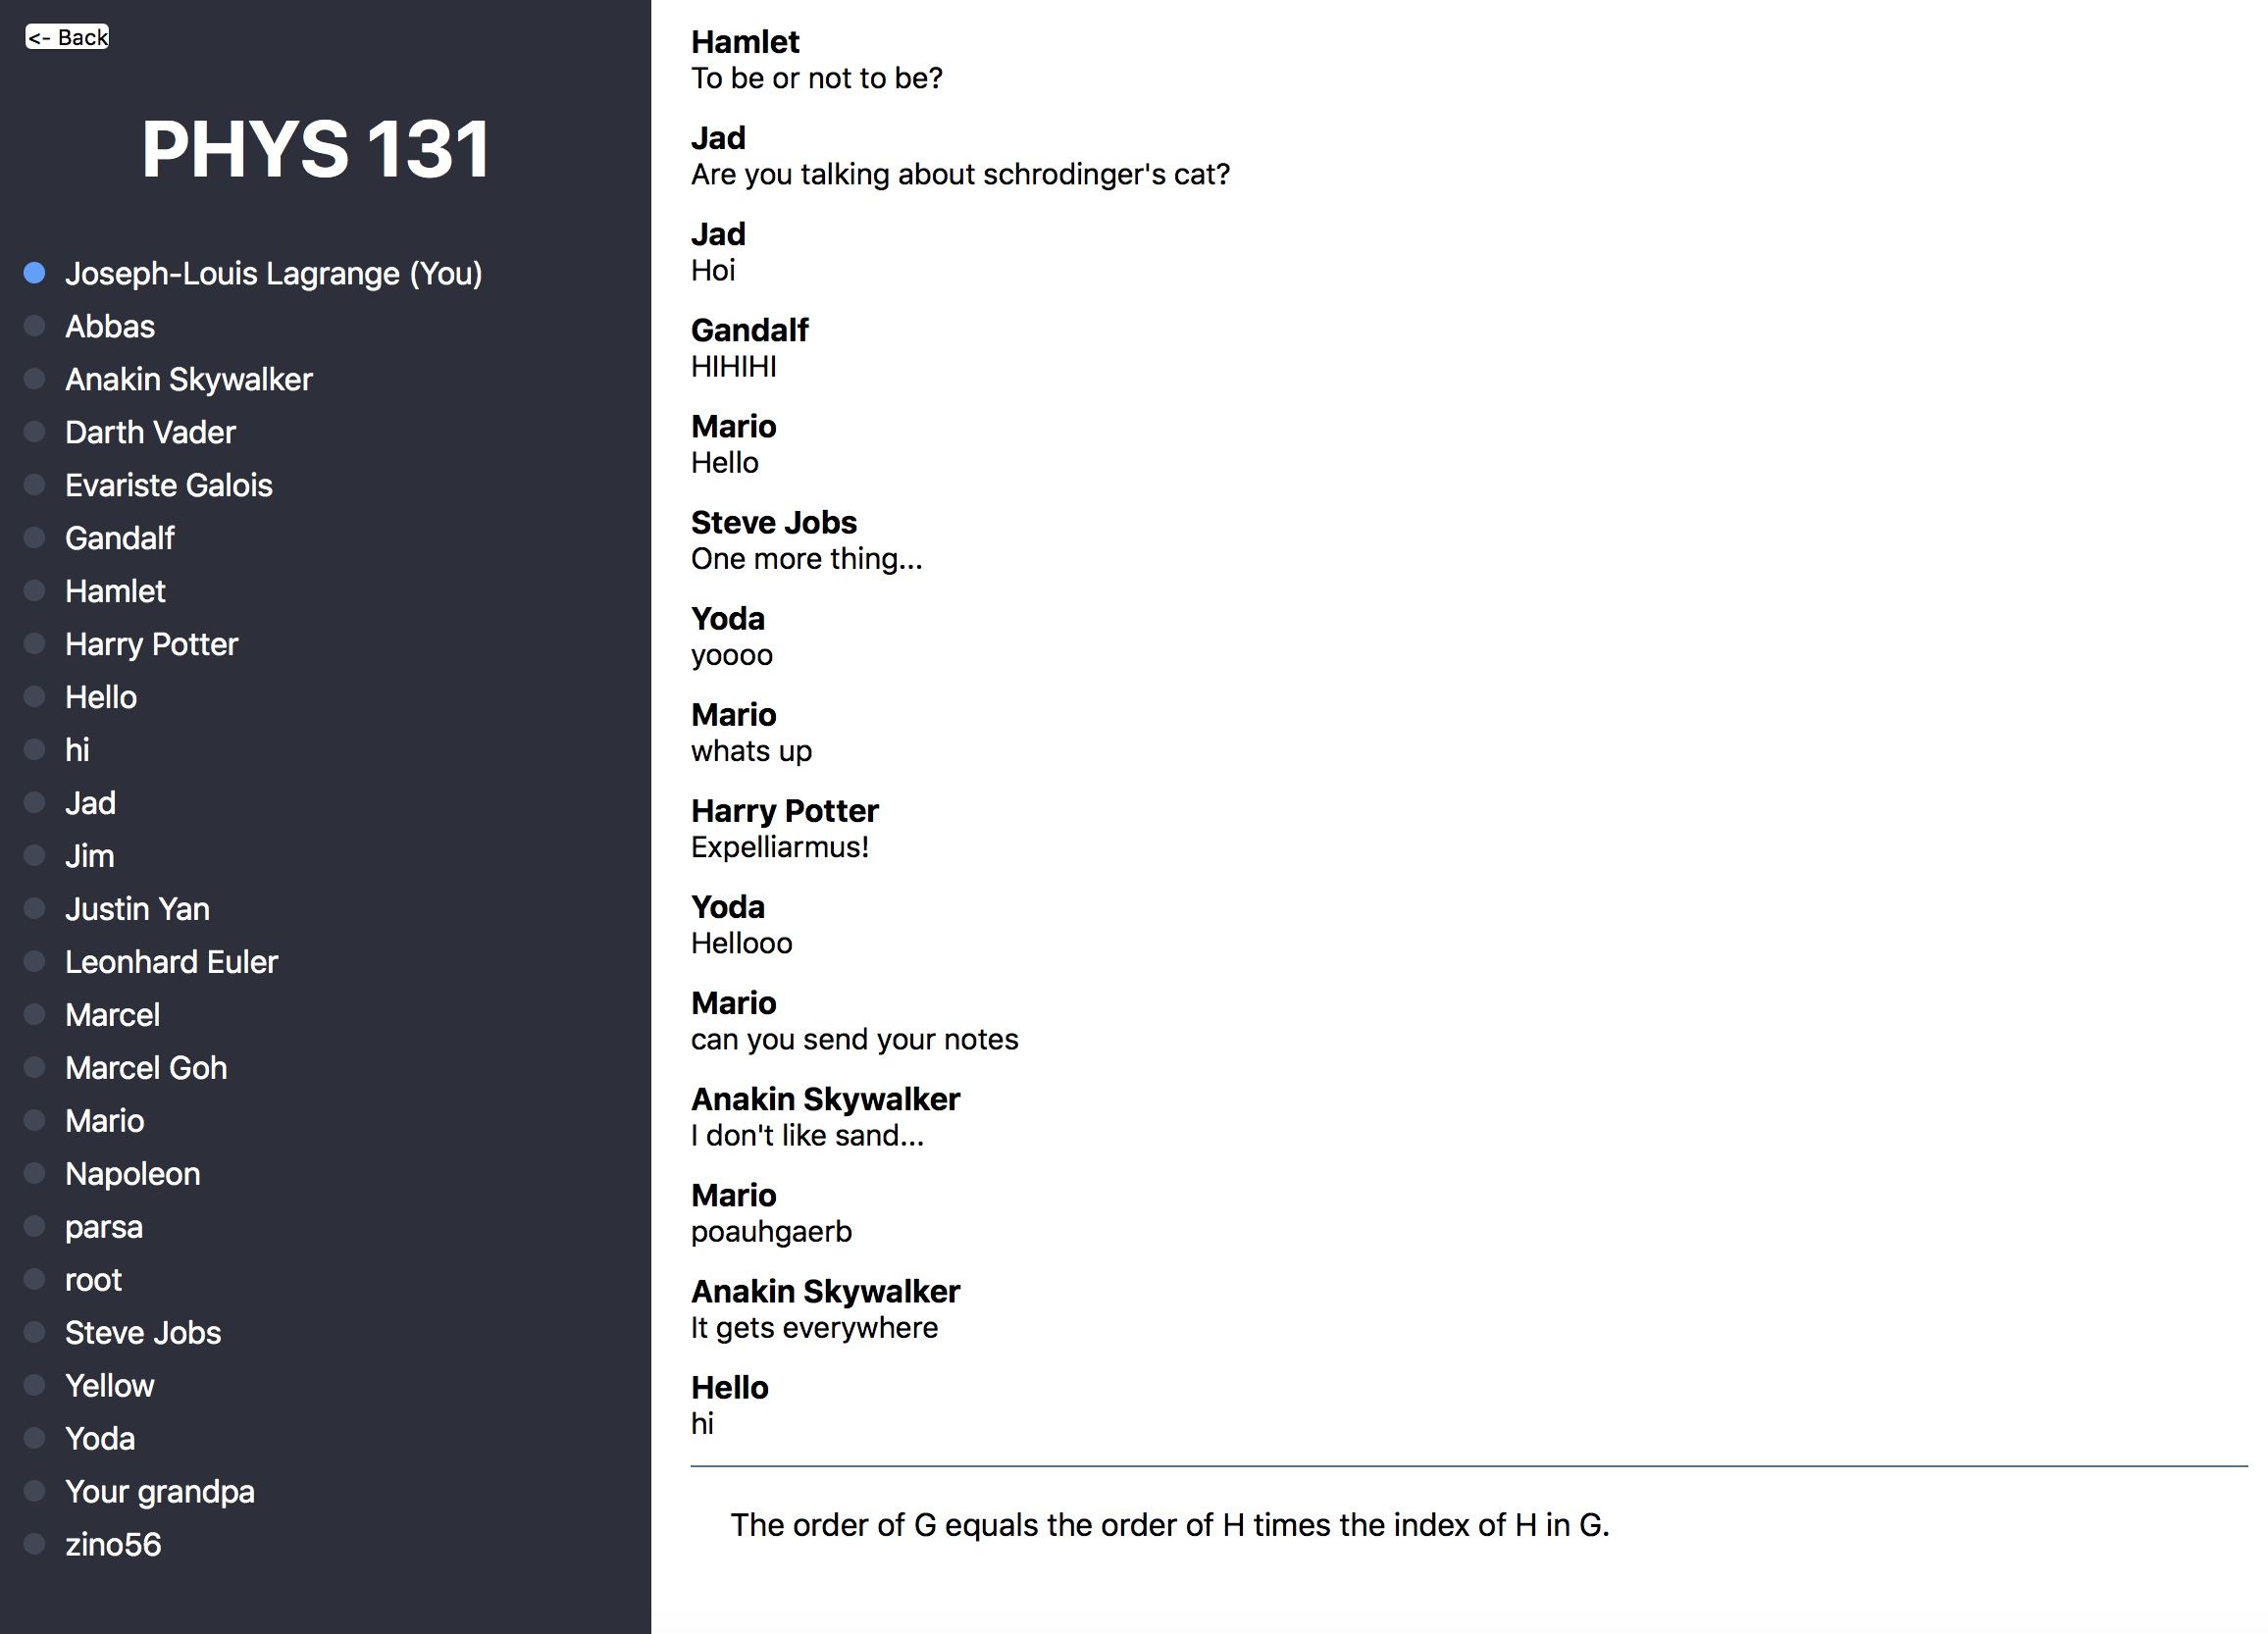 <- Back
PHYS 131
Joseph-Louis Lagrange (You)
Abbas
Anakin Skywalker
Darth Vader
Evariste Galois
Gandalf
Hamlet
Harry Potter
Hello
hi
Jad
Jim
Justin Yan
Leonhard Euler
Marcel
Marcel Goh
Mario
Napoleon
parsa
root
Steve Jobs
Yellow
Yoda
Your grandpa
zino56
Hamlet
To be or not to be?
Jad
Are you talking about schrodinger's cat?
Jad
Hoi
Gandalf
HIHIHI
Mario
Hello
Steve Jobs
One more thing...
Yoda
yoooo
Mario
whats up
Harry Potter
Expelliarmus!
Yoda
Hellooo
Mario
can you send your notes
Anakin Skywalker
I don't like sand...
Mario
poauhgaerb
Anakin Skywalker
It gets everywhere
Hello
hi
The order of G equals the order of H times the index of H in G.